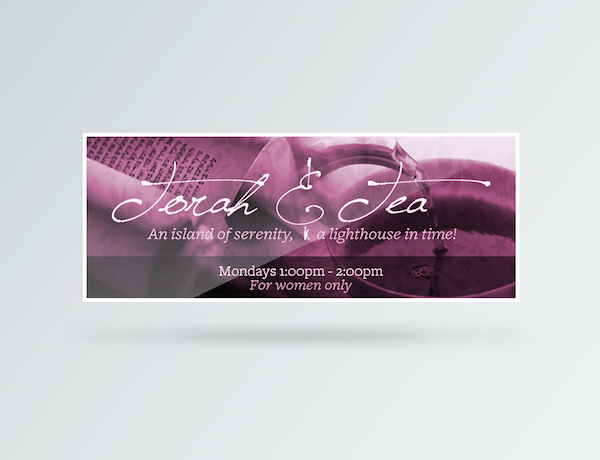 Torah & Tea
An island of serenity, a lighthouse in time!
Mondays 1:00pm - 2:00pm
For women only